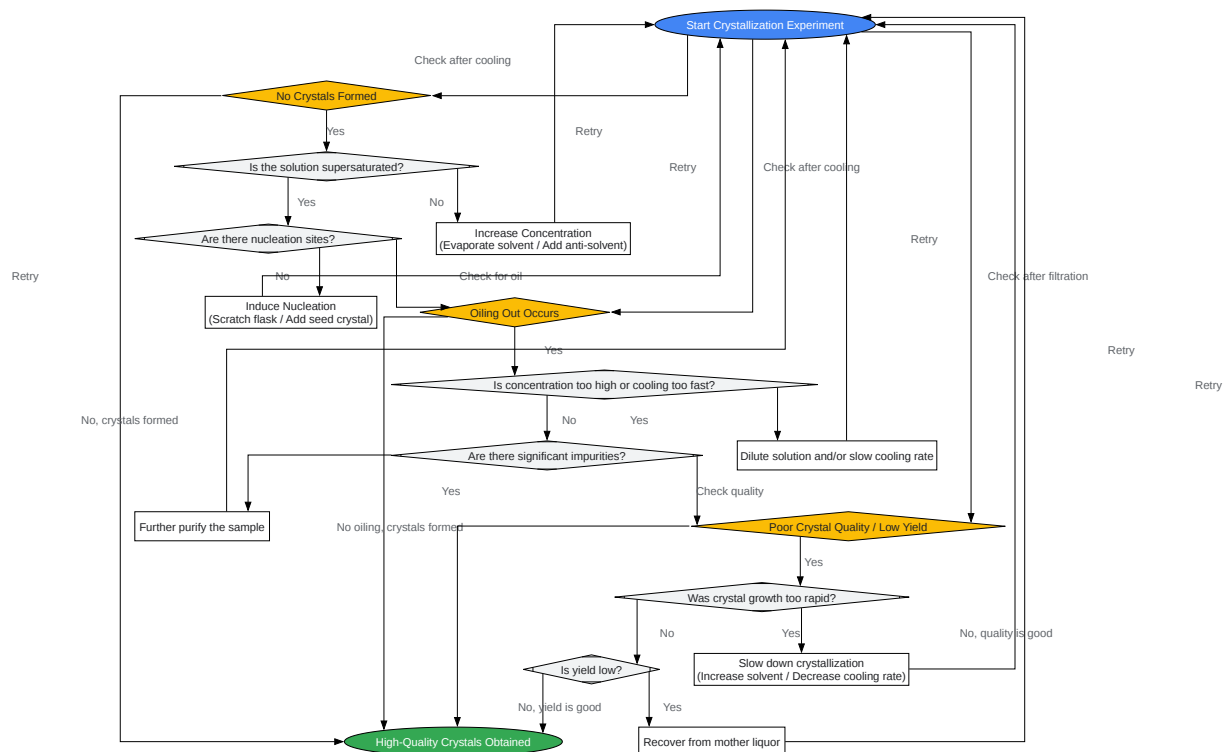 Start Crystallization Experiment
Check after cooling
No Crystals Formed
Yes
Retry
Is the solution supersaturated?
Retry
Check after cooling
Yes
No
Increase Concentration
(Evaporate solvent / Add anti-solvent)
Are there nucleation sites?
Retry
Retry
No
Check for oil
Check after filtration
Induce Nucleation
(Scratch flask / Add seed crystal)
Oiling Out Occurs
Yes
Retry
Is concentration too high or cooling too fast?
Retry
No, crystals formed
No
Yes
Are there significant impurities?
Dilute solution and/or slow cooling rate
Yes
Check quality
Further purify the sample
No oiling, crystals formed
Poor Crystal Quality / Low Yield
Yes
Was crystal growth too rapid?
No
Yes
No, quality is good
Is yield low?
Slow down crystallization
(Increase solvent / Decrease cooling rate)
No, yield is good
Yes
High-Quality Crystals Obtained
Recover from mother liquor